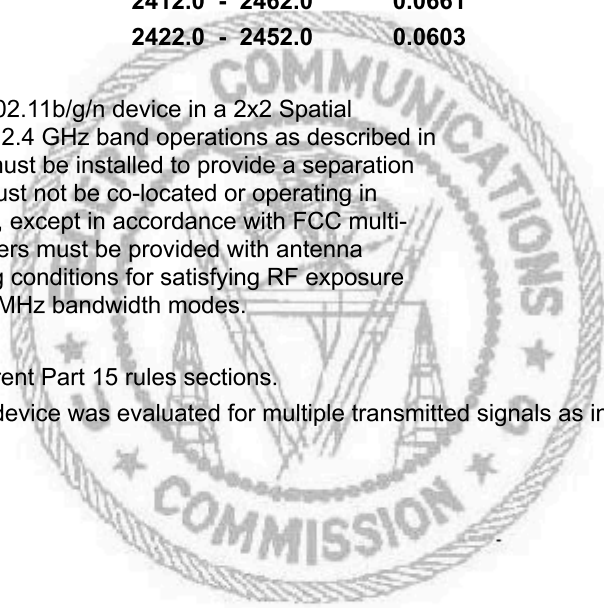 2412.0 - 2462.0 0.0661
2422.0 - 2452.0 0.0603
02.11b/g/n device in a 2x2 Spatial
2.4 GHz band operations as described in
must be installed to provide a separation
ust not be co-located or operating in
, except in accordance with FCC multi-
ers must be provided with antenna
g conditions for satisfying RF exposure
MHz bandwidth modes.
rent Part 15 rules sections.
device was evaluated for multiple transmitted signals as in
COMMUNICATIONS
COMMISSION